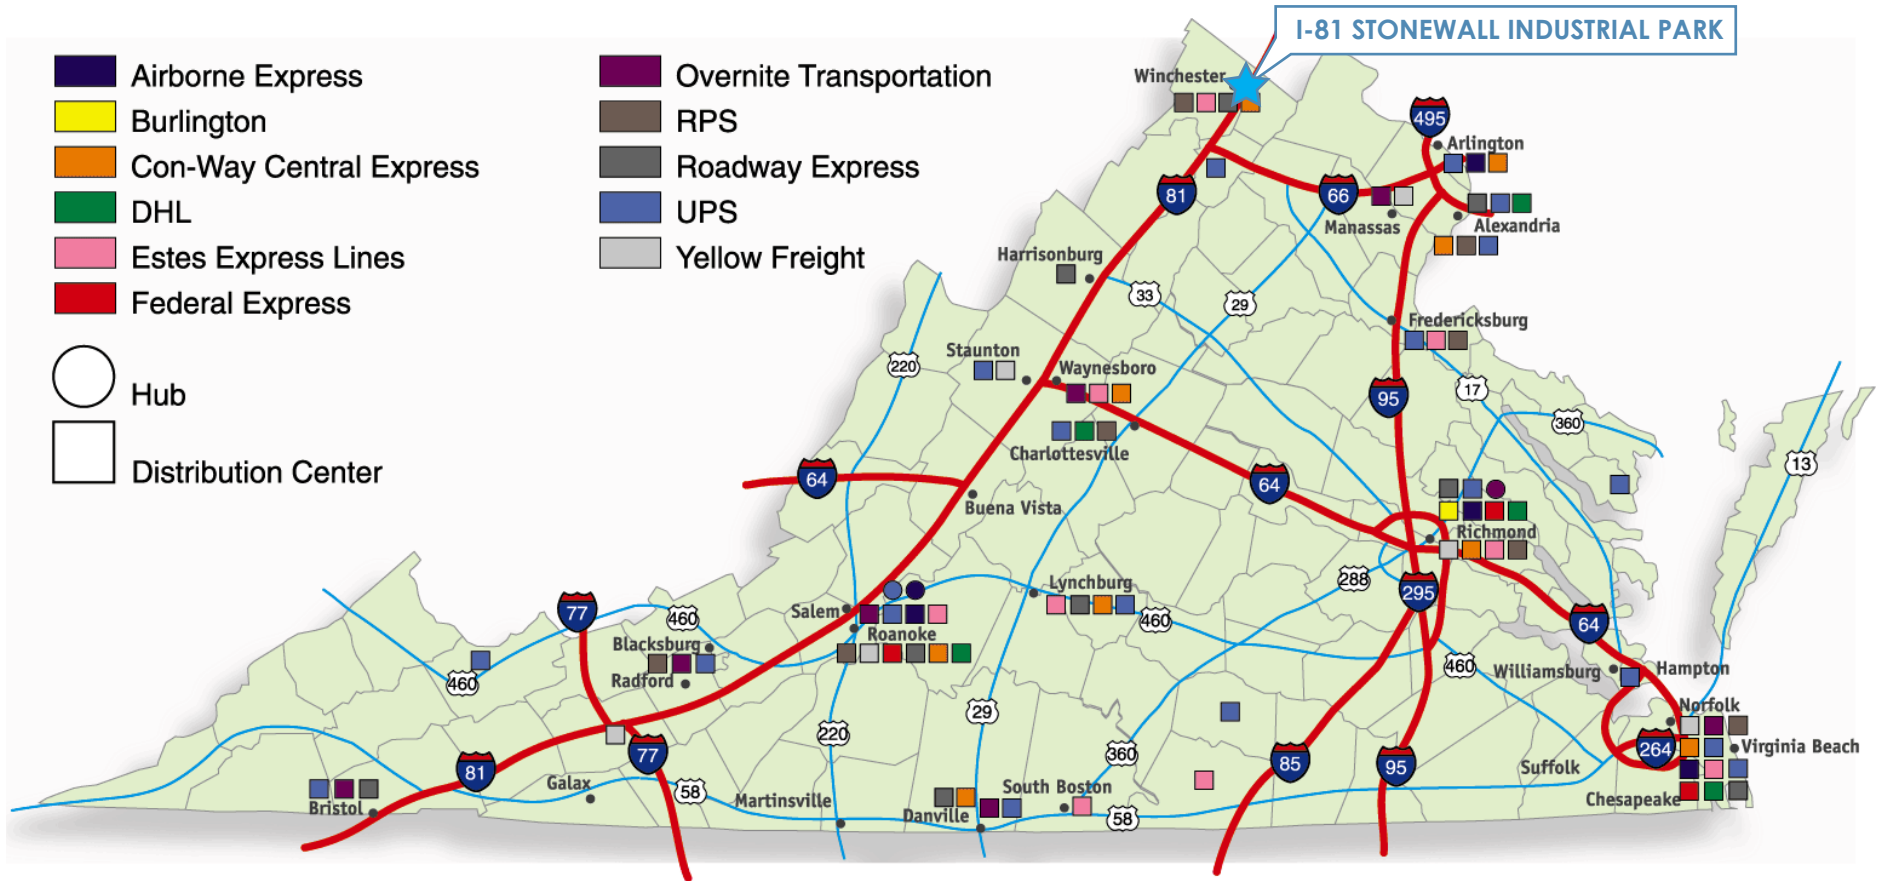 I-81 STONEWALL INDUSTRIAL PARK
Airborne Express
Burlington
Con-Way Central Express
DHL
Estes Express Lines
Federal Express
Hub
Distribution Center
Overnite Transportation
RPS
Roadway Express
UPS
Yellow Freight
Winchester
495
Arlington
81
66
Manassas
Alexandria
Harrisonburg
33
29
Fredericksburg
220
Staunton
Waynesboro
95
17
360
Charlottesville
13
64
64
Buena Vista
Richmond
288
295
Lynchburg
460
77
460
Salem
Roanoke
64
Blacksburg
Radford
460
460
Williamsburg
Hampton
Norfolk
29
220
360
264
Virginia Beach
81
77
85
95
Suffolk
Galax
58
Martinsville
South Boston
Chesapeake
Bristol
Danville
58